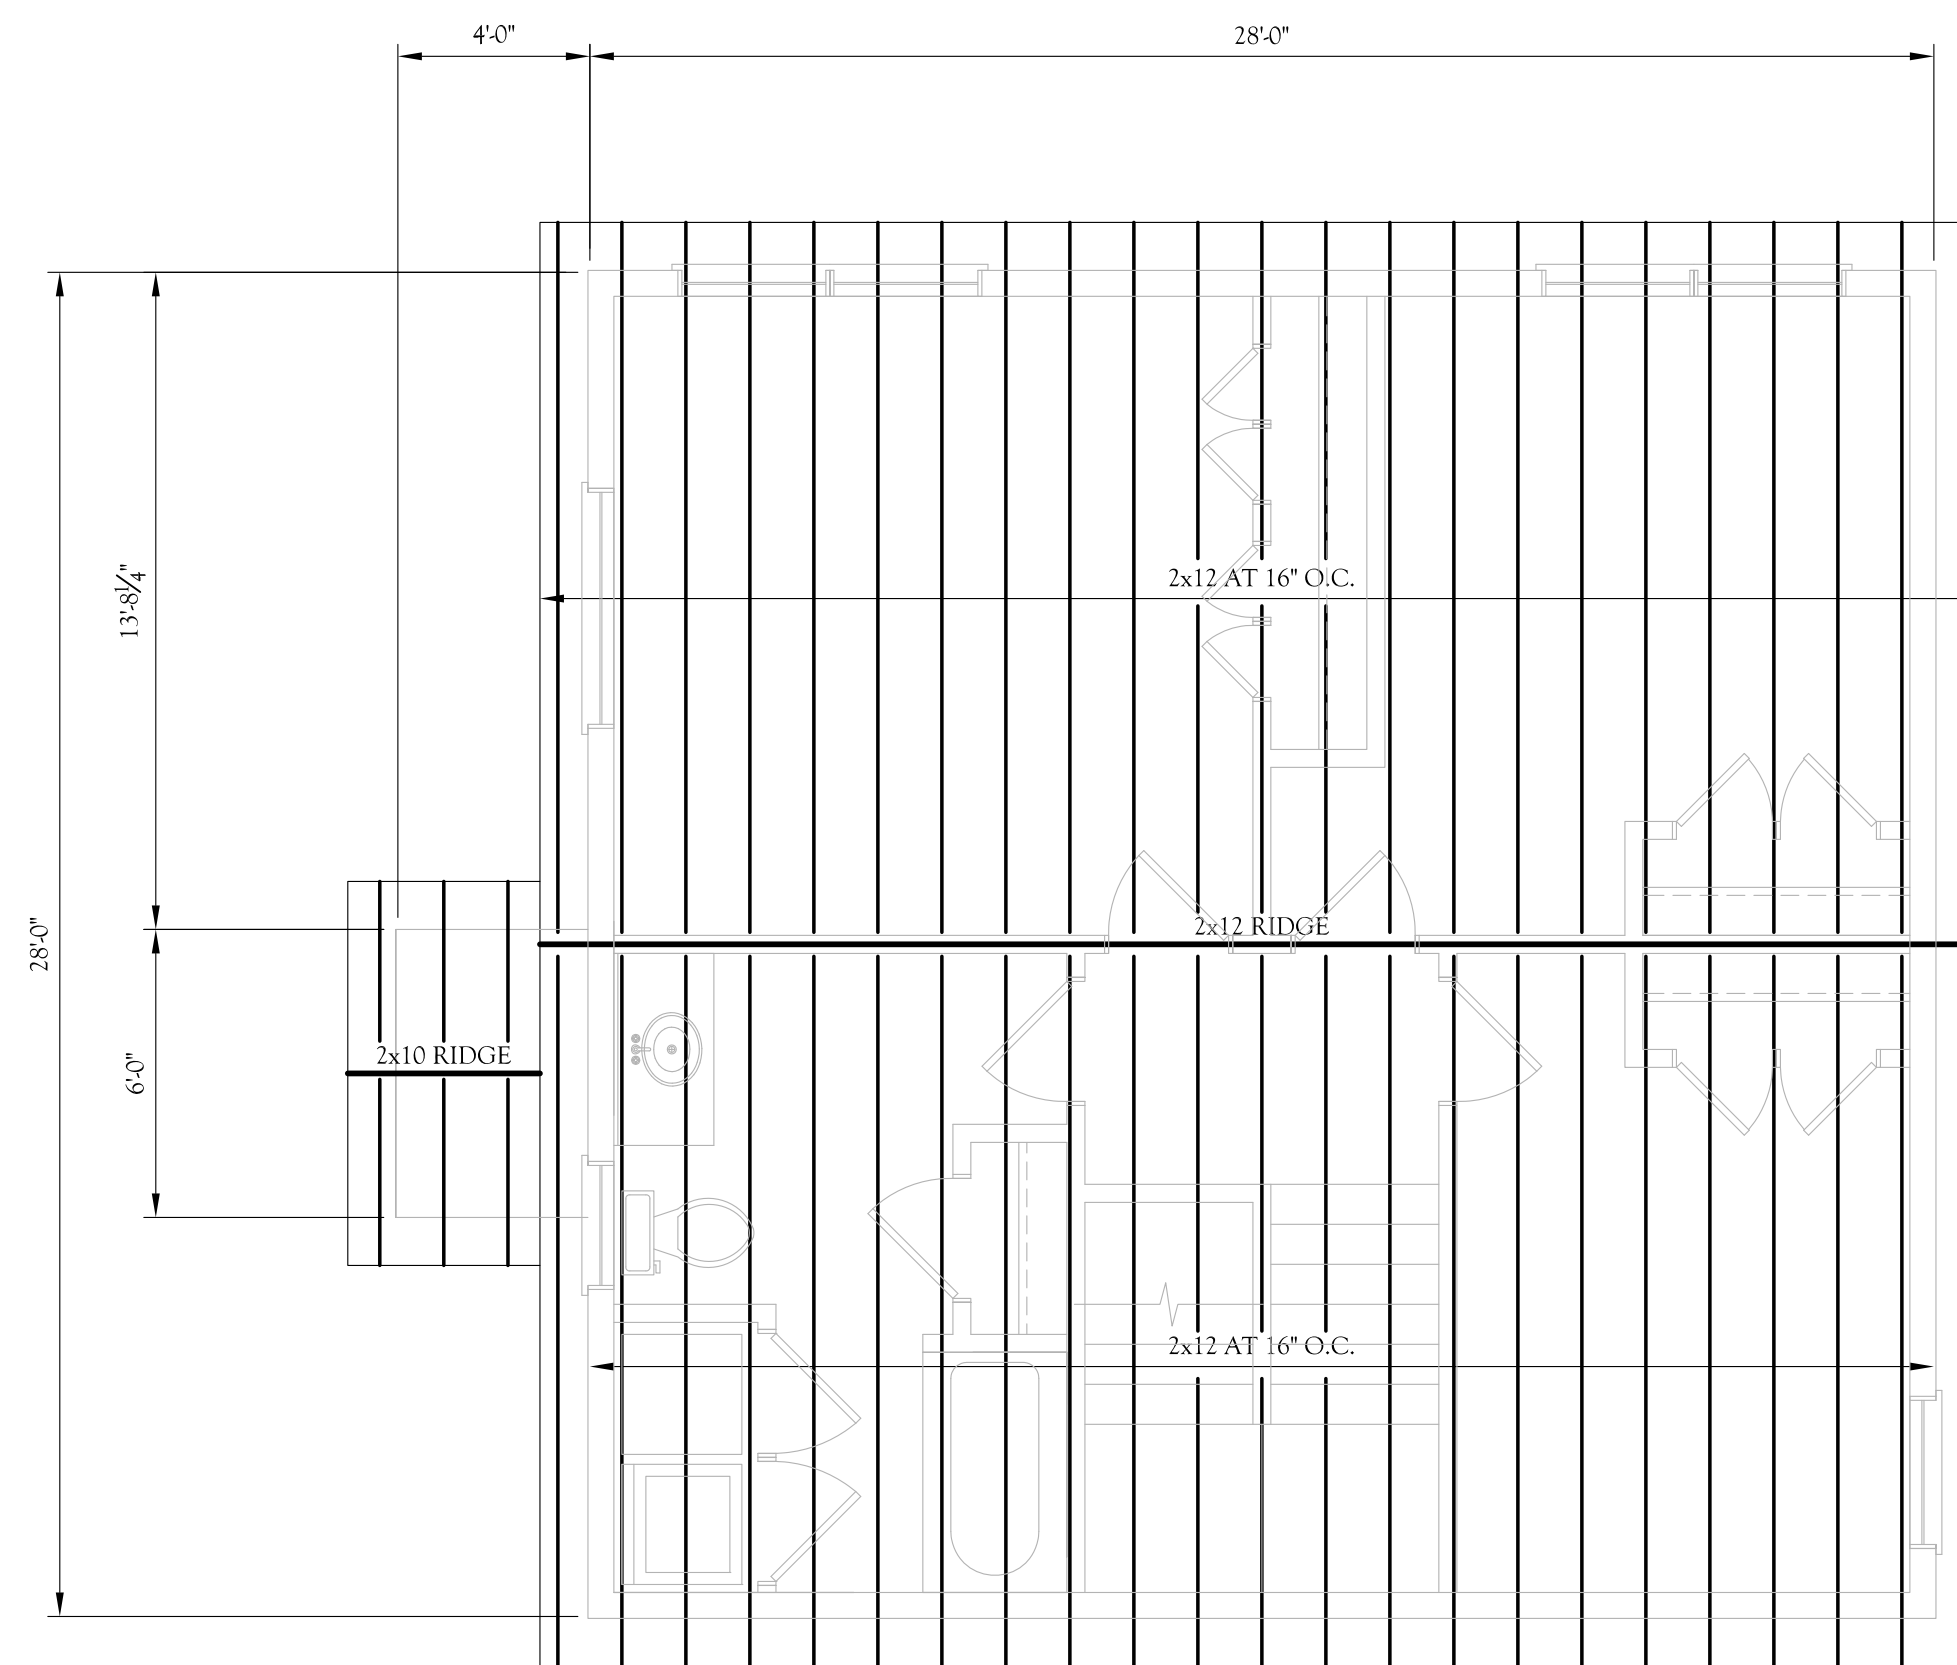 4'-0"
28'-0"
13'-8 1/4"
2x12 AT 16" O.C.
28'-0"
2x12 RIDGE
6'-0"
2x10 RIDGE
2x12 AT 16" O.C.